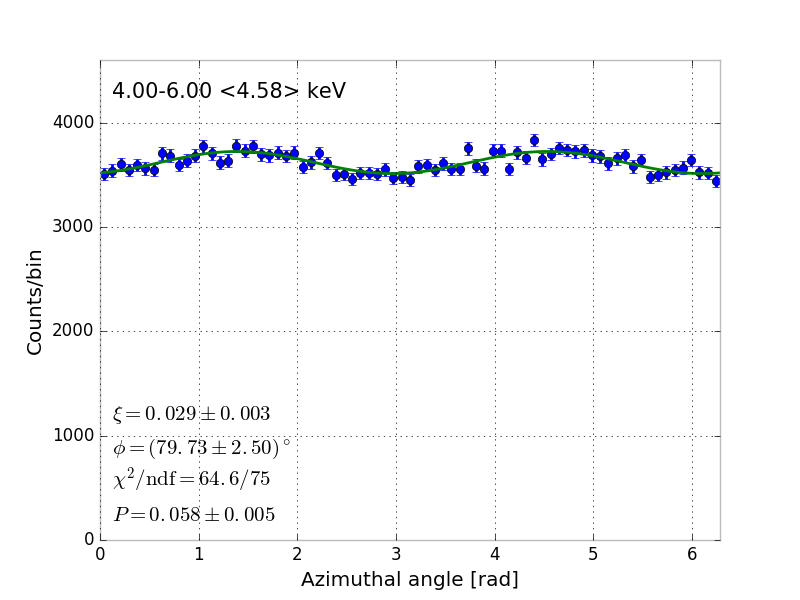 4.00-6.00 <4.58> keV
4000
3000
2000
1000
0
Counts/bin
ξ = 0.029 ± 0.003
ϕ = (79.73 ± 2.50)°
χ²/ndf = 64.6/75
P = 0.058 ± 0.005
0 1 2 3 4 5 6
Azimuthal angle [rad]